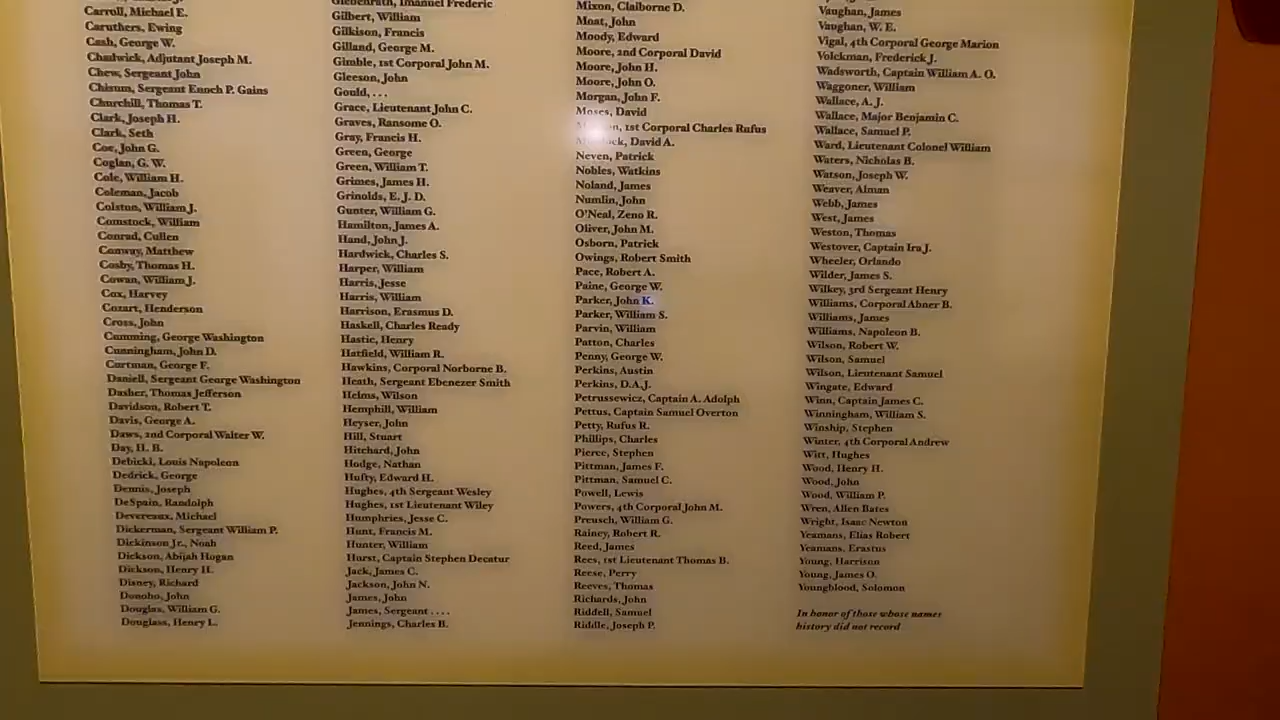 Carroll, Michael E.
Caruthers, Ewing
Cash, George W.
Chadwick, Adjutant Joseph M.
Chew, Sergeant John
Chisum, Sergeant Enoch P. Gains
Churchill, Thomas T.
Clark, Joseph H.
Clark, Seth
Coe, John G.
Coglan, G. W.
Cole, William H.
Coleman, Jacob
Colston, William J.
Comstock, William
Conrad, Cullen
Conway, Matthew
Cosby, Thomas H.
Cowan, William J.
Cox, Harvey
Cozart, Henderson
Cross, John
Cumming, George Washington
Cunningham, John D.
Curtman, George F.
Daniell, Sergeant George Washington
Dasher, Thomas Jefferson
Davidson, Robert T.
Davis, George A.
Daws, 2nd Corporal Walter W.
Day, H. B.
Debicki, Louis Napoleon
Dedrick, George
Dennis, Joseph
DeSpain, Randolph
Devereaux, Michael
Dickerman, Sergeant William P.
Dickinson Jr., Noah
Dickson, Abijah Hogan
Dickson, Henry H.
Disney, Richard
Donoho, John
Douglas, William G.
Douglass, Henry L.
Giebenrath, Imanuel Frederic
Gilbert, William
Gilkison, Francis
Gilland, George M.
Gimble, 1st Corporal John M.
Gleeson, John
Gould, . . .
Grace, Lieutenant John C.
Graves, Ransome O.
Gray, Francis H.
Green, George
Green, William T.
Grimes, James H.
Grinolds, E. J. D.
Gunter, William G.
Hamilton, James A.
Hand, John J.
Hardwick, Charles S.
Harper, William
Harris, Jesse
Harris, William
Harrison, Erasmus D.
Haskell, Charles Ready
Hastic, Henry
Hatfield, William R.
Hawkins, Corporal Norborne B.
Heath, Sergeant Ebenezer Smith
Helms, Wilson
Hemphill, William
Heyser, John
Hill, Stuart
Hitchard, John
Hodge, Nathan
Hufty, Edward H.
Hughes, 4th Sergeant Wesley
Hughes, 1st Lieutenant Wiley
Humphries, Jesse C.
Hunt, Francis M.
Hunter, William
Hurst, Captain Stephen Decatur
Jack, James C.
Jackson, John N.
James, John
James, Sergeant . . . .
Jennings, Charles B.
Mixon, Claiborne D.
Moat, John
Moody, Edward
Moore, 2nd Corporal David
Moore, John H.
Moore, John O.
Morgan, John F.
Moses, David
1st Corporal Charles Rufus
David A.
Neven, Patrick
Nobles, Watkins
Noland, James
Numlin, John
O'Neal, Zeno R.
Oliver, John M.
Osborn, Patrick
Owings, Robert Smith
Pace, Robert A.
Paine, George W.
Parker, John K.
Parker, William S.
Parvin, William
Patton, Charles
Penny, George W.
Perkins, Austin
Perkins, D.A.J.
Petrussewicz, Captain A. Adolph
Pettus, Captain Samuel Overton
Petty, Rufus R.
Phillips, Charles
Pierce, Stephen
Pittman, James F.
Pittman, Samuel C.
Powell, Lewis
Powers, 4th Corporal John M.
Preusch, William G.
Rainey, Robert R.
Reed, James
Rees, 1st Lieutenant Thomas B.
Reese, Perry
Reeves, Thomas
Richards, John
Riddell, Samuel
Riddle, Joseph P.
Vaughan, James
Vaughan, W. E.
Vigal, 4th Corporal George Marion
Volckman, Frederick J.
Wadsworth, Captain William A. O.
Waggoner, William
Wallace, A. J.
Wallace, Major Benjamin C.
Wallace, Samuel P.
Ward, Lieutenant Colonel William
Waters, Nicholas B.
Watson, Joseph W.
Weaver, Alman
Webb, James
West, James
Weston, Thomas
Westover, Captain Ira J.
Wheeler, Orlando
Wilder, James S.
Wilkey, 3rd Sergeant Henry
Williams, Corporal Abner B.
Williams, James
Williams, Napoleon B.
Wilson, Robert W.
Wilson, Samuel
Wilson, Lieutenant Samuel
Wingate, Edward
Winn, Captain James C.
Winningham, William S.
Winship, Stephen
Winter, 4th Corporal Andrew
Witt, Hughes
Wood, Henry H.
Wood, John
Wood, William P.
Wren, Allen Bates
Wright, Isaac Newton
Yeamans, Elias Robert
Yeamans, Erastus
Young, Harrison
Young, James O.
Youngblood, Solomon
In honor of those whose names
history did not record